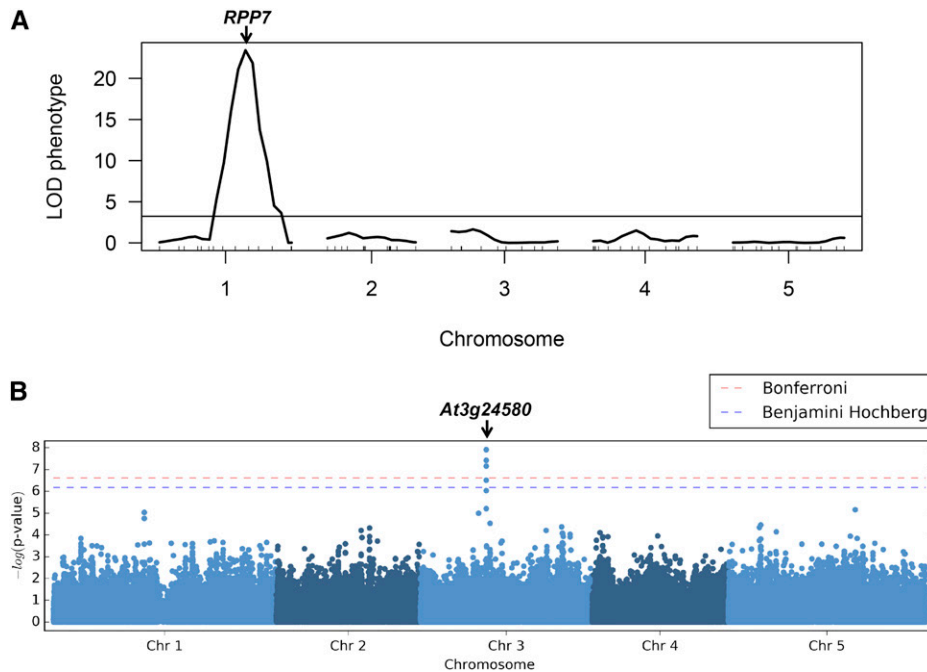 A
RPP7
LOD phenotype
20
15
10
5
0
1 2 3 4 5
Chromosome
B
At3g24580
Bonferroni
Benjamini Hochberg
−log(p-value)
8
7
6
5
4
3
2
1
0
Chr 1 Chr 2 Chr 3 Chr 4 Chr 5
Chromosome